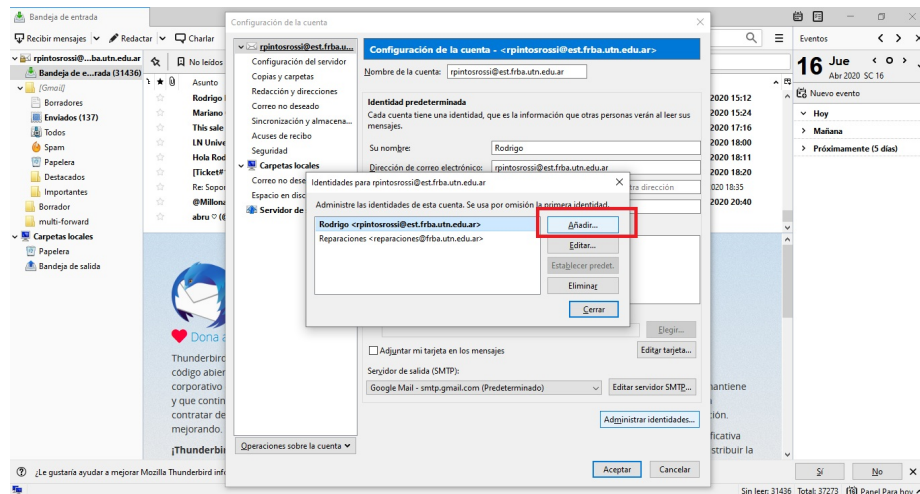 Bandeja de entrada
Recibir mensajes
Redactar
Charlar
rpintosrossi@...ba.utn.edu.ar
Bandeja de e...rada (31436)
[Gmail]
Borradores
Enviados (137)
Todos
Spam
Papelera
Destacados
Importantes
Borrador
multi-forward
Carpetas locales
Papelera
Bandeja de salida
No leídos
Asunto
Rodrigo
Mariano
This sale
LN Unive
Hola Rod
[Ticket#
Re: Sopor
@Millona
abru
Dona a
Thunderbird
código abier
corporativo
y que contin
contratar de
mejorando.
¡Thunderbi
Configuración de la cuenta
rpintosrossi@est.frba.u...
Configuración del servidor
Copias y carpetas
Redacción y direcciones
Correo no deseado
Sincronización y almacena...
Acuses de recibo
Seguridad
Carpetas locales
Correo no dese
Espacio en disc
Servidor de
Operaciones sobre la cuenta
Configuración de la cuenta - <rpintosrossi@est.frba.utn.edu.ar>
Nombre de la cuenta: rpintosrossi@est.frba.utn.edu.ar
Identidad predeterminada
Cada cuenta tiene una identidad, que es la información que otras personas verán al leer sus
mensajes.
Su nombre: Rodrigo
Dirección de correo electrónico: rpintosrossi@est.frba.utn.edu.ar
tra dirección
Identidades para rpintosrossi@est.frba.utn.edu.ar
Administre las identidades de esta cuenta. Se usa por omisión la primera identidad.
Rodrigo <rpintosrossi@est.frba.utn.edu.ar>
Reparaciones <reparaciones@frba.utn.edu.ar>
Añadir...
Editar...
Establecer predet.
Eliminar
Cerrar
Elegir...
Adjuntar mi tarjeta en los mensajes
Editar tarjeta...
Servidor de salida (SMTP):
Google Mail - smtp.gmail.com (Predeterminado)
Editar servidor SMTP...
Administrar identidades...
Aceptar
Cancelar
2020 15:12
2020 15:24
2020 17:16
2020 18:00
2020 18:11
2020 18:20
020 18:35
2020 20:40
mantiene
ción.
ficativa
stribuir la
Eventos
16 Jue
Abr 2020 SC 16
Nuevo evento
Hoy
Mañana
Próximamente (5 días)
¿Le gustaría ayudar a mejorar Mozilla Thunderbird inf
Sí
No
Sin leer: 31436
Total: 37273
Panel Para hoy